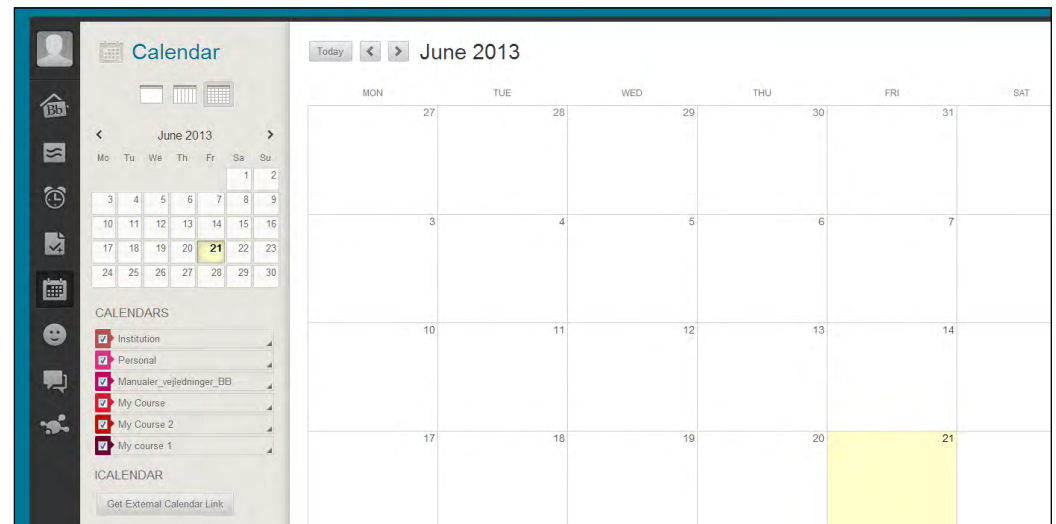 Calendar
Bb
June 2013
Mo Tu We Th Fr Sa Su
1 2
3 4 5 6 7 8 9
10 11 12 13 14 15 16
17 18 19 20 21 22 23
24 25 26 27 28 29 30
CALENDARS
Institution
Personal
Manualer_vejledninger_BB
My Course
My Course 2
My course 1
ICALENDAR
Get External Calendar Link
Today < > June 2013
MON TUE WED THU FRI SAT
27 28 29 30 31
3 4 5 6 7
10 11 12 13 14
17 18 19 20 21